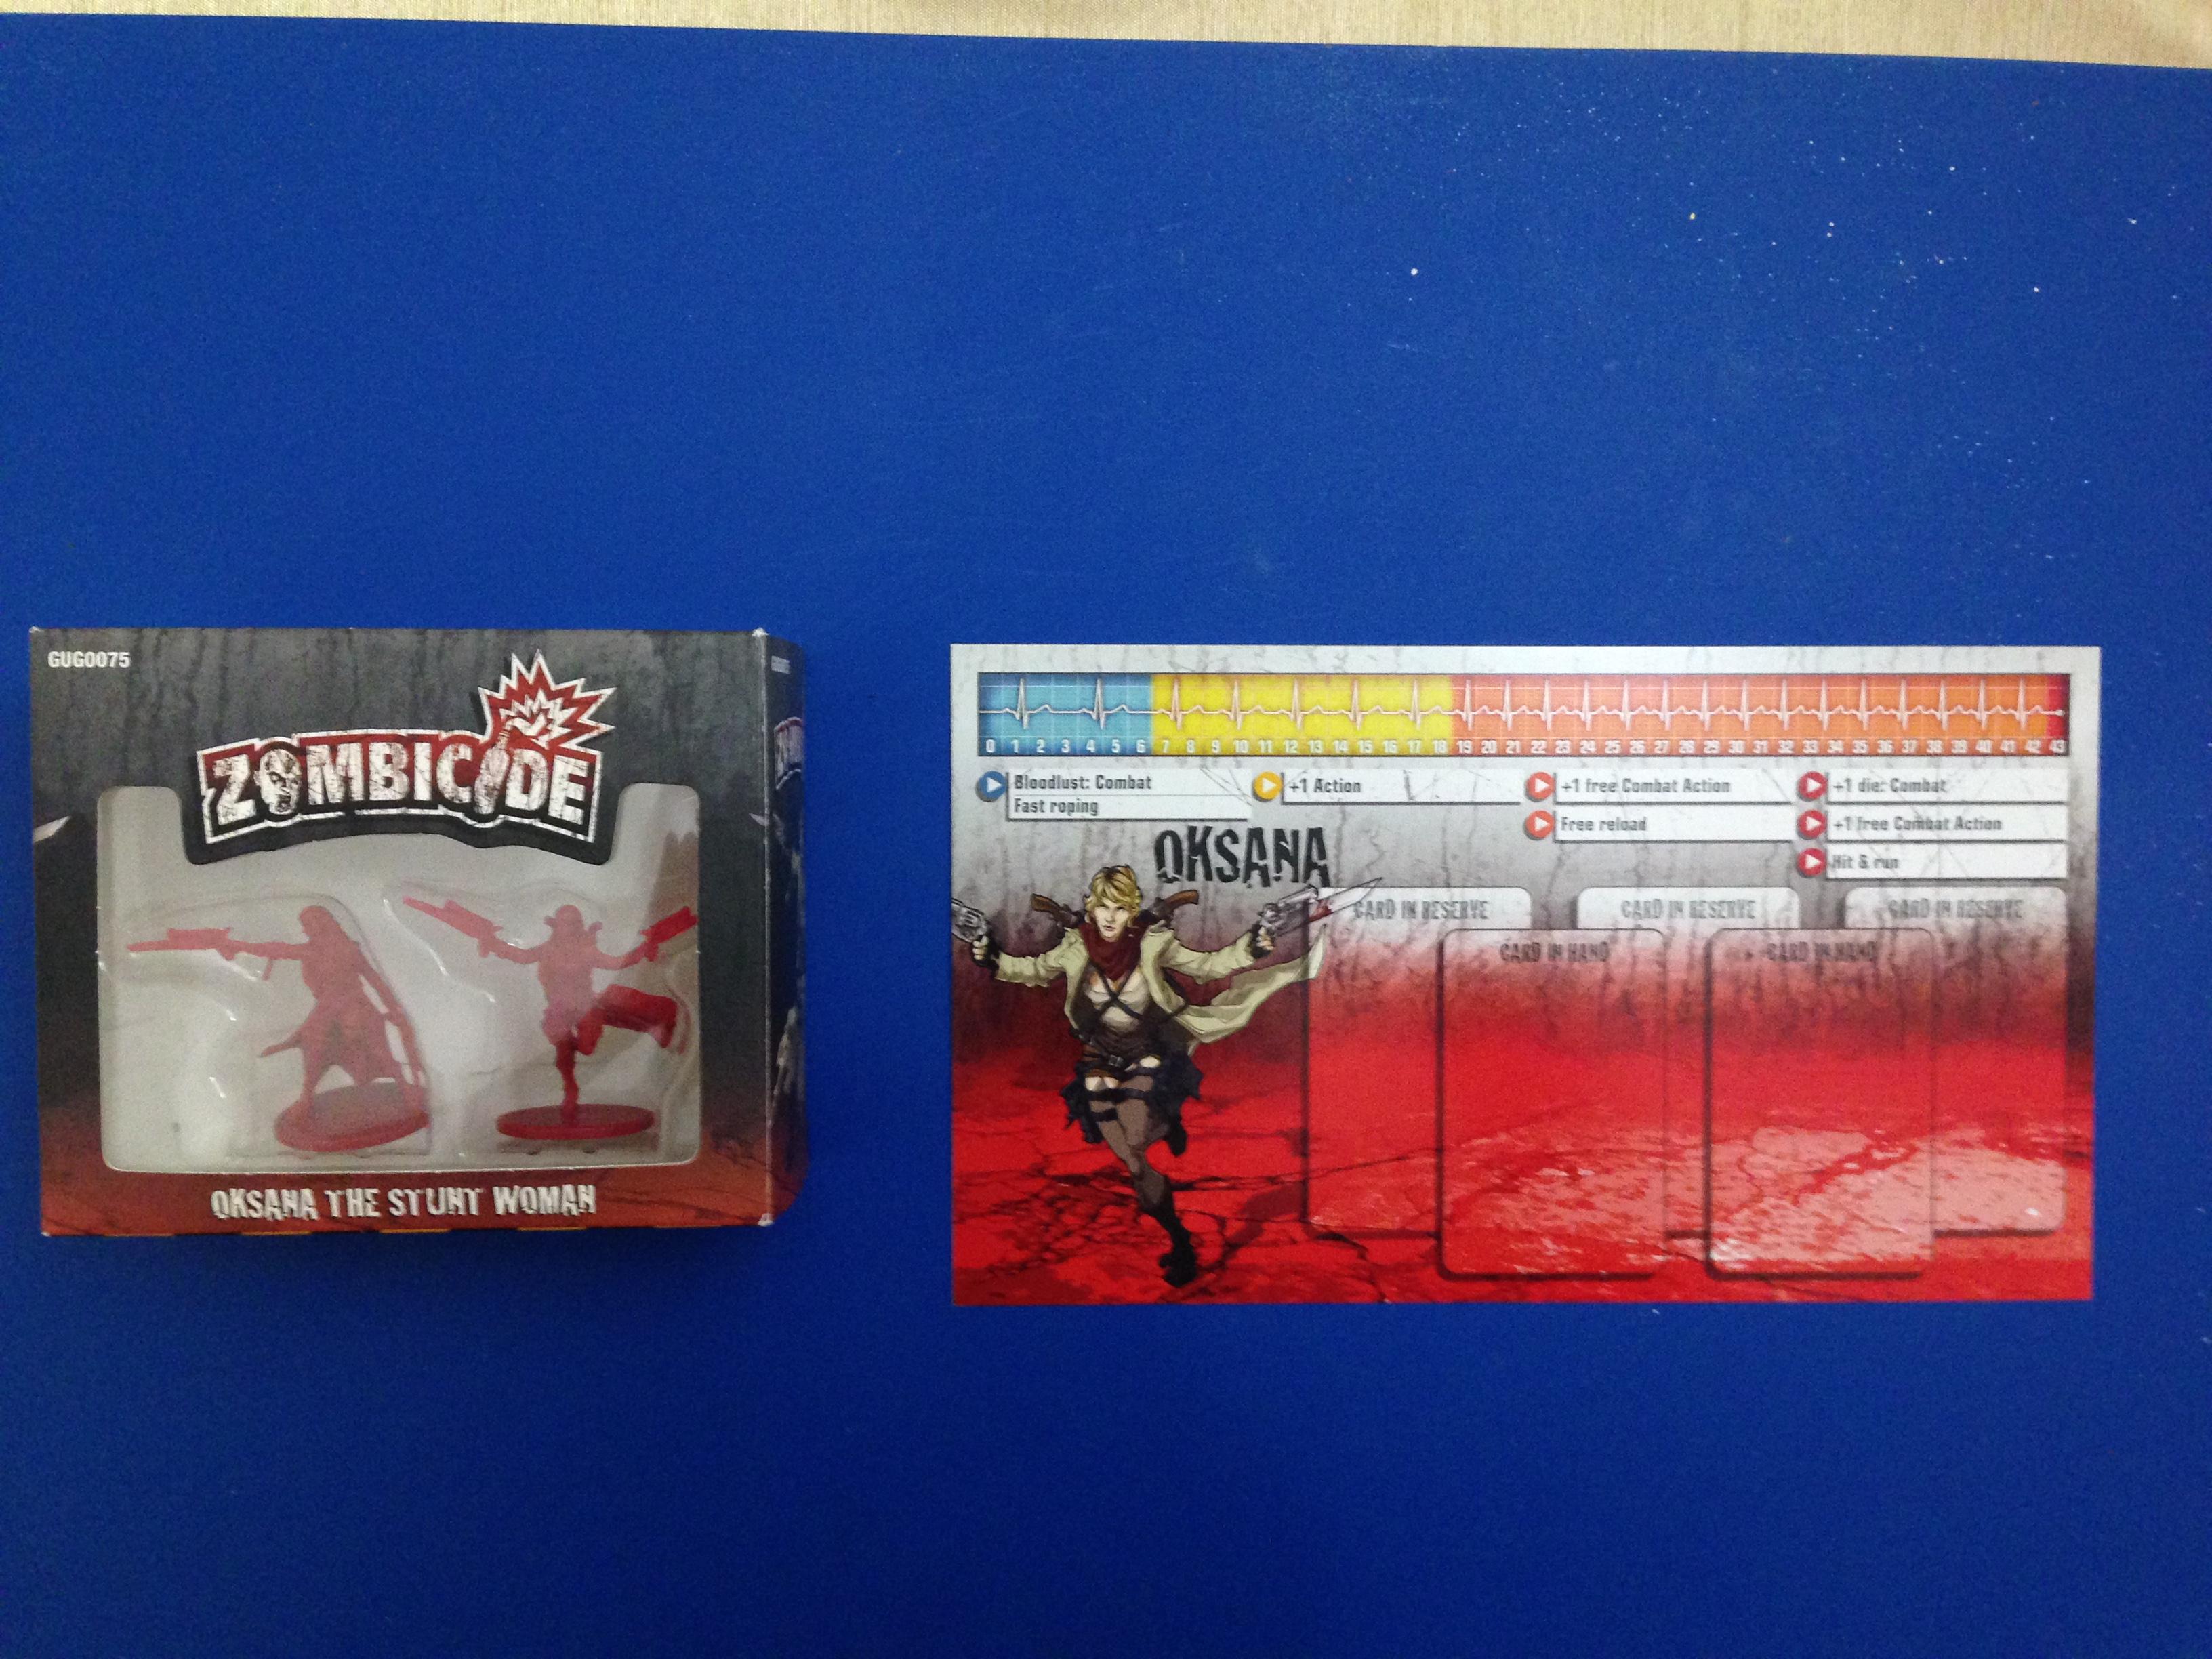 GUG0075
ZOMBICIDE
OKSANA THE STUNT WOMAN
0 1 2 3 4 5 6 7 8 9 10 11 12 13 14 15 16 17 18 19 20 21 22 23 24 25 26 27 28 29 30 31 32 33 34 35 36 37 38 39 40 41 42 43
Bloodlust: Combat
Fast roping
+1 Action
+1 free Combat Action
Free reload
+1 die: Combat
+1 free Combat Action
Hit & run
OKSANA
CARD IN RESERVE
CARD IN RESERVE
CARD IN RESERVE
CARD IN HAND
CARD IN HAND